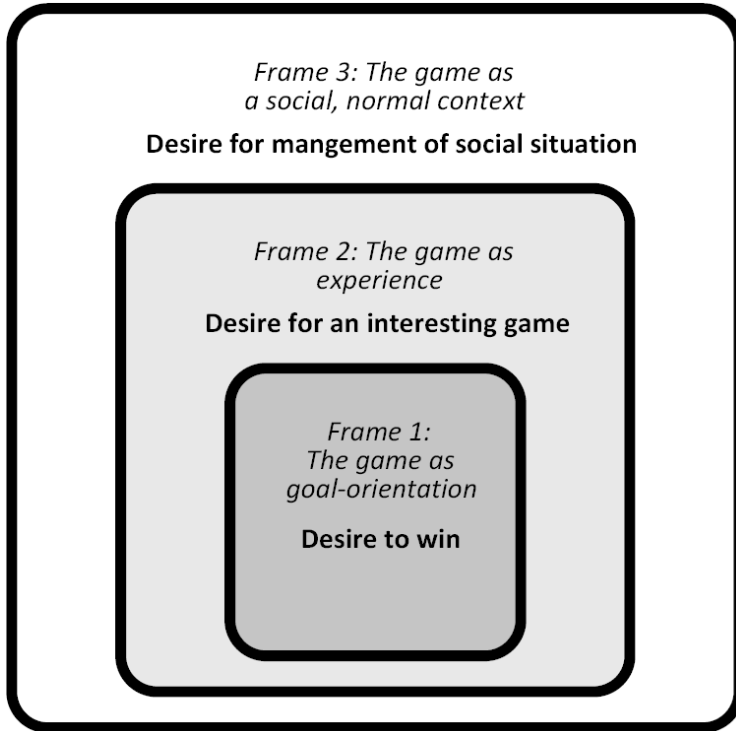 Frame 3: The game as
a social, normal context
Desire for mangement of social situation
Frame 2: The game as
experience
Desire for an interesting game
Frame 1:
The game as
goal-orientation
Desire to win